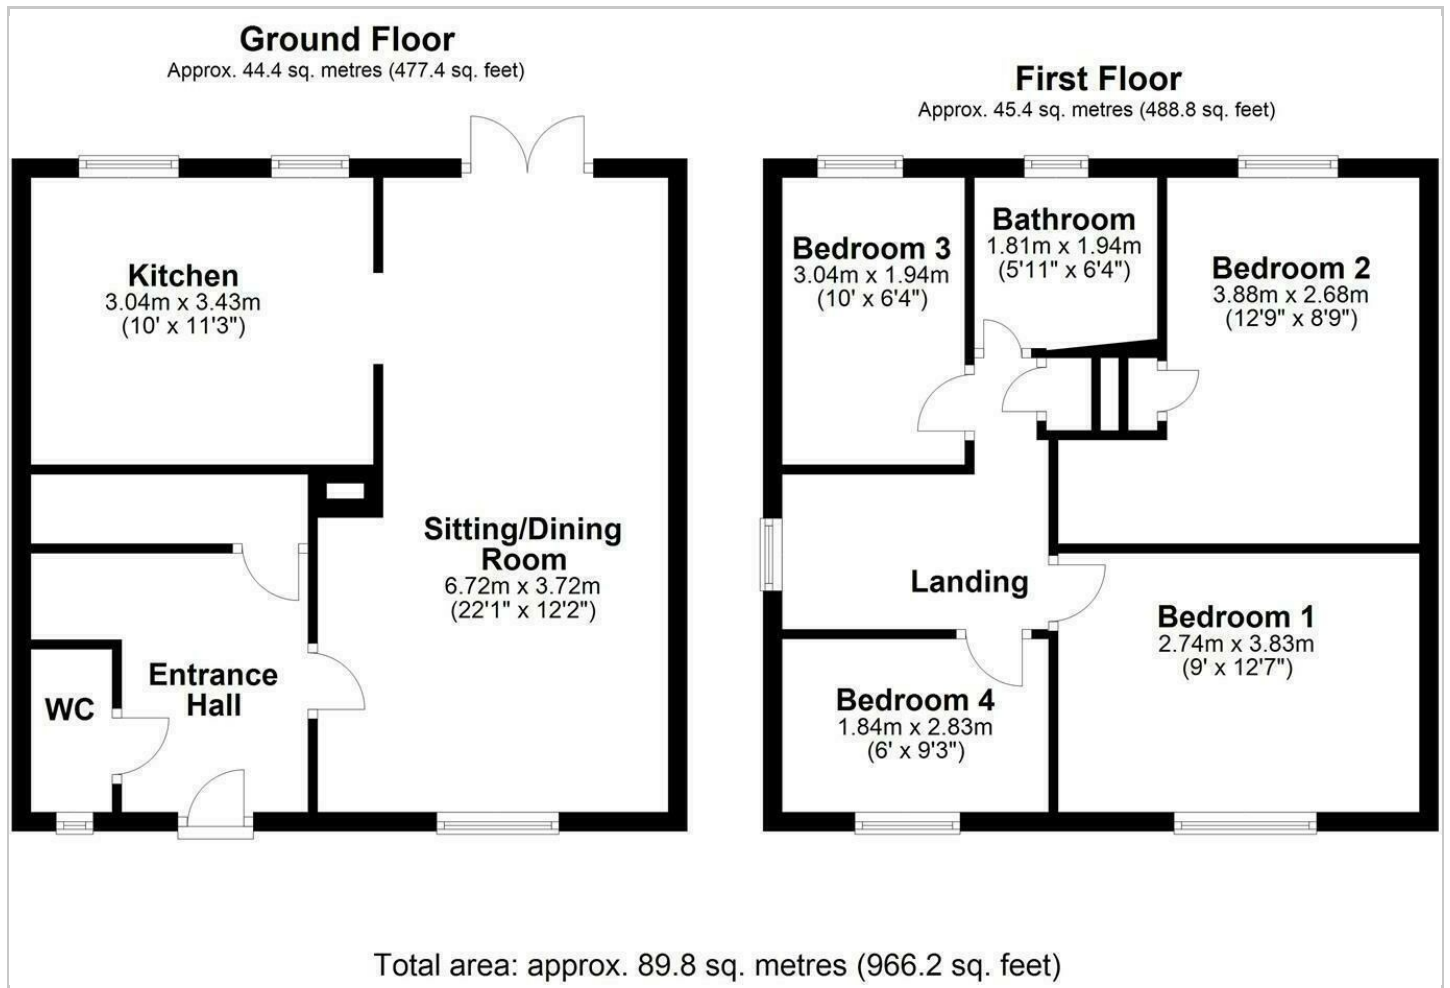 Ground Floor
Approx. 44.4 sq. metres (477.4 sq. feet)
Kitchen
3.04m x 3.43m
(10' x 11'3")
Sitting/Dining
Room
6.72m x 3.72m
(22'1" x 12'2")
Entrance
Hall
WC
First Floor
Approx. 45.4 sq. metres (488.8 sq. feet)
Bedroom 3
3.04m x 1.94m
(10' x 6'4")
Bathroom
1.81m x 1.94m
(5'11" x 6'4")
Bedroom 2
3.88m x 2.68m
(12'9" x 8'9")
Landing
Bedroom 1
2.74m x 3.83m
(9' x 12'7")
Bedroom 4
1.84m x 2.83m
(6' x 9'3")
Total area: approx. 89.8 sq. metres (966.2 sq. feet)